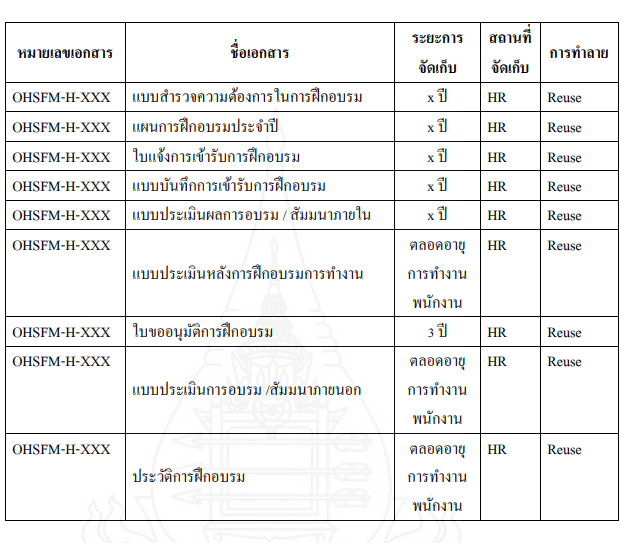 หมายเลขเอกสาร ชื่อเอกสาร ระยะการจัดเก็บ สถานที่จัดเก็บ การทำลาย
OHSFM-H-XXX แบบสำรวจความต้องการในการฝึกอบรม x ปี HR Reuse
OHSFM-H-XXX แผนการฝึกอบรมประจำปี x ปี HR Reuse
OHSFM-H-XXX ใบแจ้งการเข้ารับการฝึกอบรม x ปี HR Reuse
OHSFM-H-XXX แบบบันทึกการเข้ารับการฝึกอบรม x ปี HR Reuse
OHSFM-H-XXX แบบประเมินผลการอบรม / สัมมนาภายใน x ปี HR Reuse
OHSFM-H-XXX แบบประเมินหลังการฝึกอบรมการทำงาน ตลอดอายุการทำงานพนักงาน HR Reuse
OHSFM-H-XXX ใบขออนุมัติการฝึกอบรม 3 ปี HR Reuse
OHSFM-H-XXX แบบประเมินการอบรม /สัมมนาภายนอก ตลอดอายุการทำงานพนักงาน HR Reuse
OHSFM-H-XXX ประวัติการฝึกอบรม ตลอดอายุการทำงานพนักงาน HR Reuse